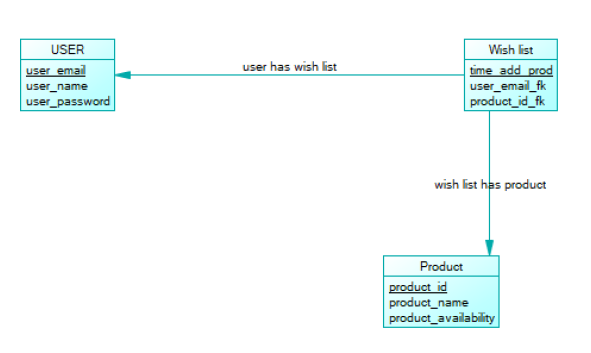 USER
user_email
user_name
user_password
user has wish list
Wish list
time_add_prod
user_email_fk
product_id_fk
wish list has product
Product
product_id
product_name
product_availability